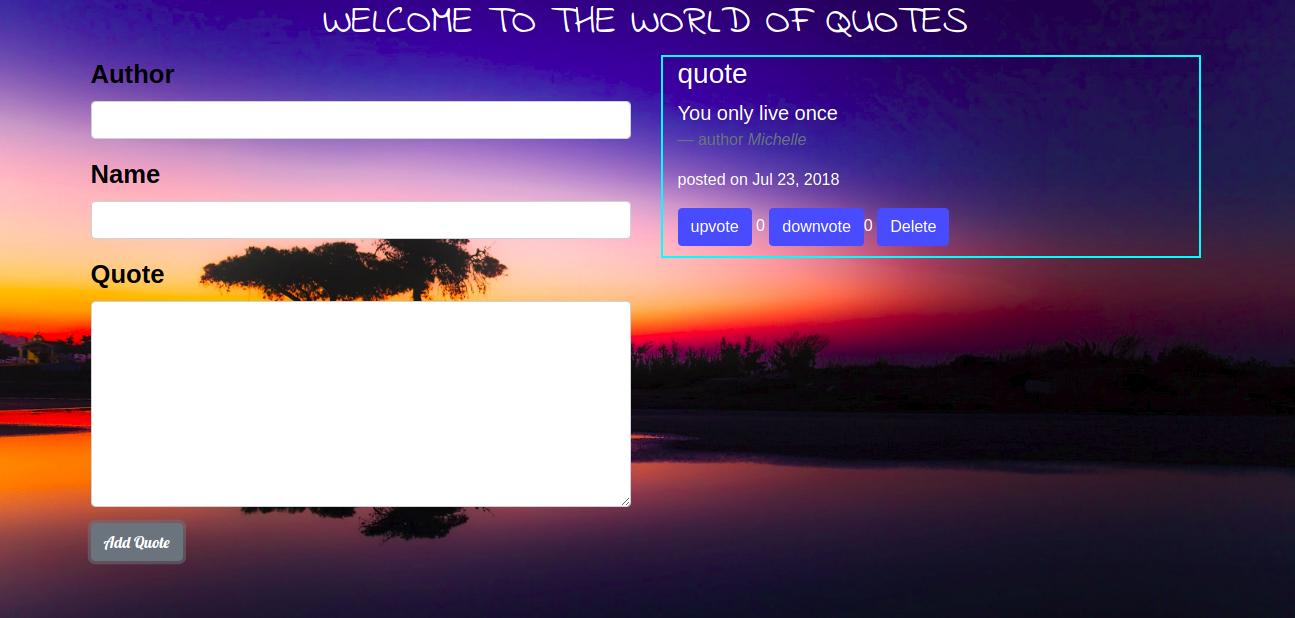 WELCOME TO THE WORLD OF QUOTES
Author
Name
Quote
Add Quote
quote
You only live once
— author Michelle
posted on Jul 23, 2018
upvote 0 downvote 0 Delete